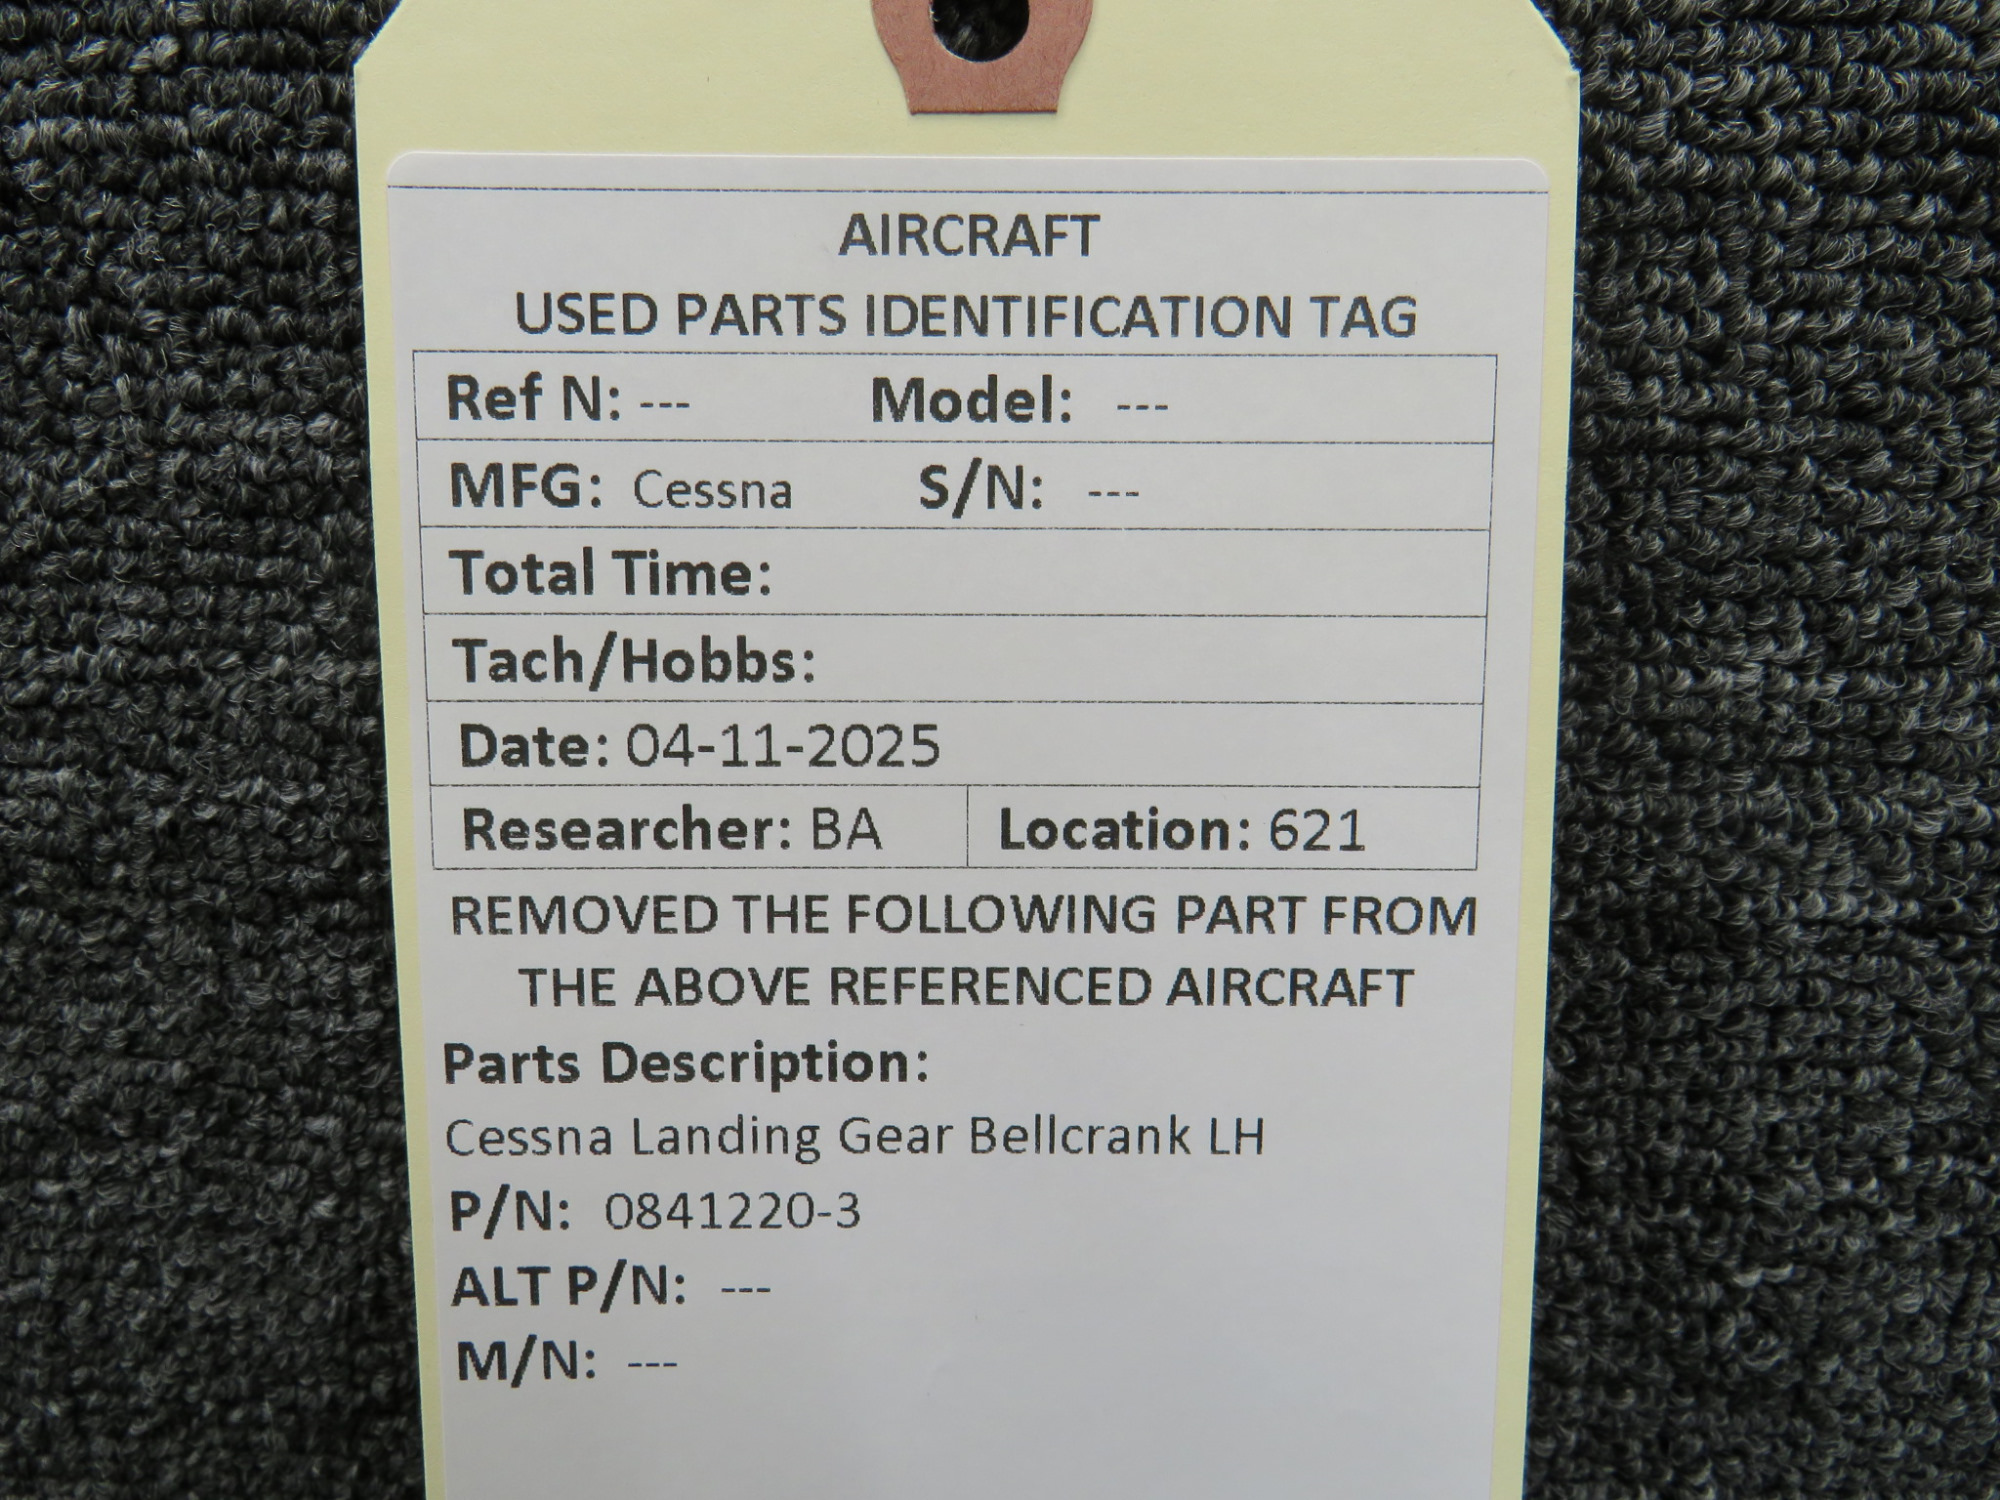 AIRCRAFT
USED PARTS IDENTIFICATION TAG
Ref N: --- Model: ---
MFG: Cessna S/N: ---
Total Time:
Tach/Hobbs:
Date: 04-11-2025
Researcher: BA Location: 621
REMOVED THE FOLLOWING PART FROM
THE ABOVE REFERENCED AIRCRAFT
Parts Description:
Cessna Landing Gear Bellcrank LH
P/N: 0841220-3
ALT P/N: ---
M/N: ---